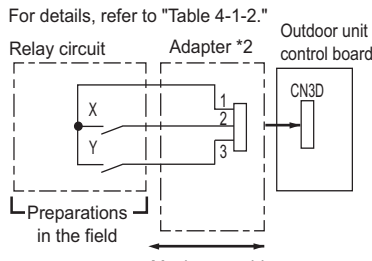 For details, refer to "Table 4-1-2."
Relay circuit
Adapter *2
Outdoor unit
control board
CN3D
X
Y
1
2
3
Preparations
in the field